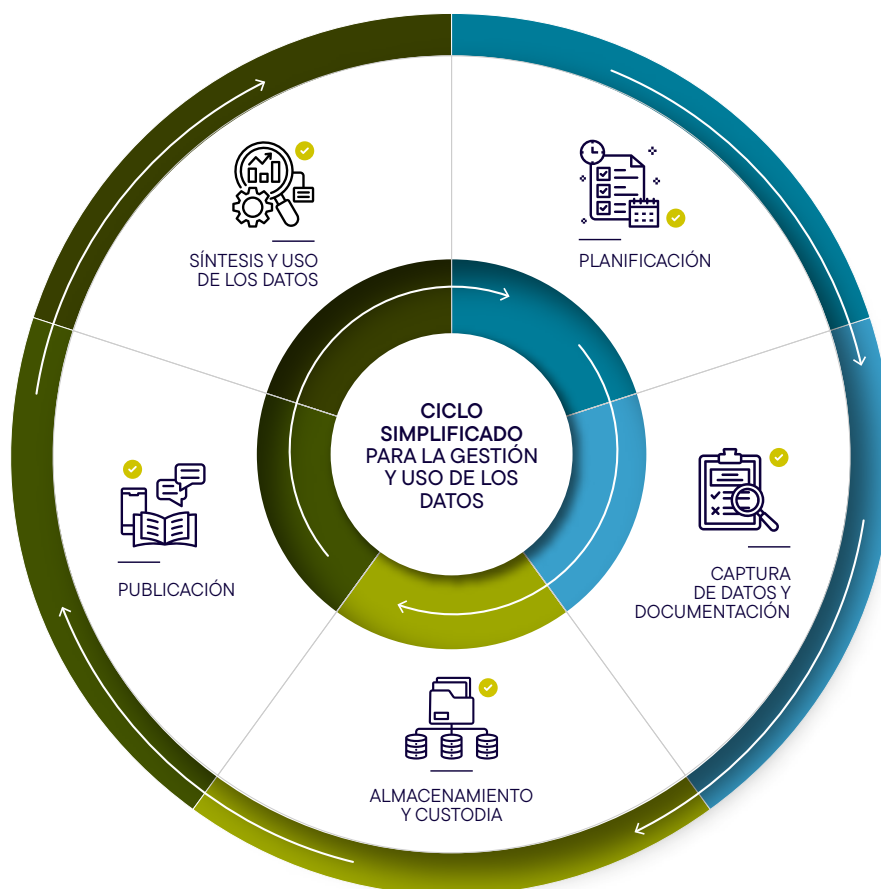 SÍNTESIS Y USO
DE LOS DATOS
PLANIFICACIÓN
CICLO
SIMPLIFICADO
PARA LA GESTIÓN
Y USO DE LOS
DATOS
PUBLICACIÓN
CAPTURA
DE DATOS Y
DOCUMENTACIÓN
ALMACENAMIENTO
Y CUSTODIA